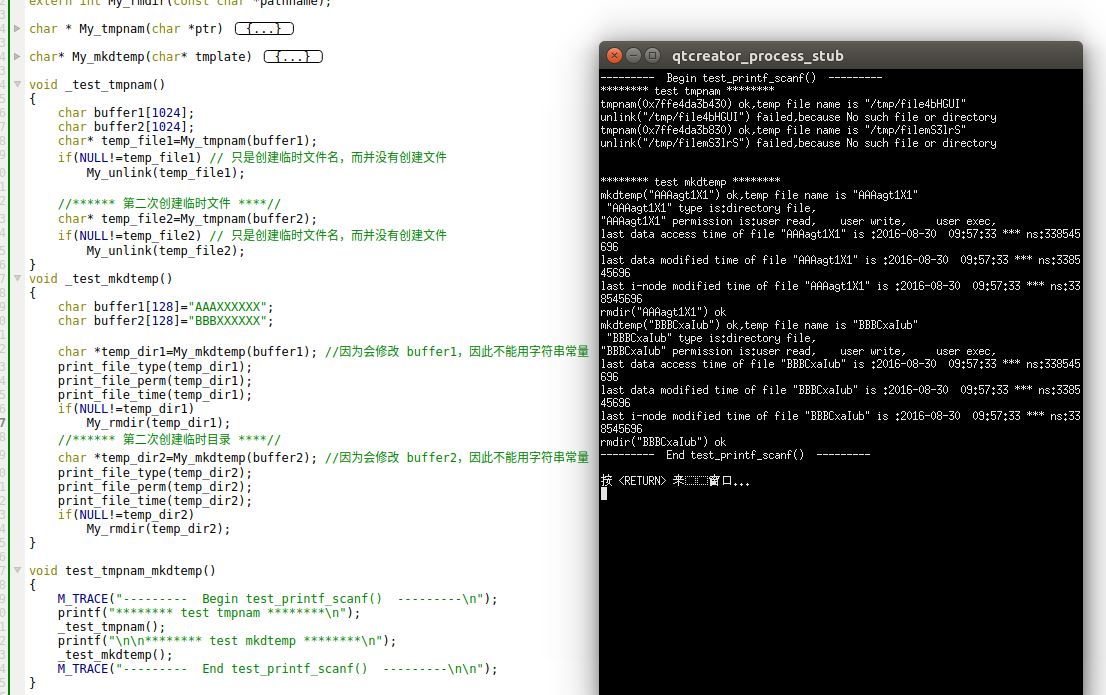 extern int My_rmdir(const char *pathname);
char * My_tmpnam(char *ptr) {...}
char* My_mkdtemp(char* tmplate) {...}
void _test_tmpnam()
{
char buffer1[1024];
char buffer2[1024];
char* temp_file1=My_tmpnam(buffer1);
if(NULL!=temp_file1) // 只是创建临时文件名，而并没有创建文件
My_unlink(temp_file1);
//****** 第二次创建临时文件 ****//
char* temp_file2=My_tmpnam(buffer2);
if(NULL!=temp_file2) // 只是创建临时文件名，而并没有创建文件
My_unlink(temp_file2);
}
void _test_mkdtemp()
{
char buffer1[128]="AAAXXXXXX";
char buffer2[128]="BBBXXXXXX";
char *temp_dir1=My_mkdtemp(buffer1); //因为会修改 buffer1，因此不能用字符串常量
print_file_type(temp_dir1);
print_file_perm(temp_dir1);
print_file_time(temp_dir1);
if(NULL!=temp_dir1)
My_rmdir(temp_dir1);
//****** 第二次创建临时目录 ****//
char *temp_dir2=My_mkdtemp(buffer2); //因为会修改 buffer2，因此不能用字符串常量
print_file_type(temp_dir2);
print_file_perm(temp_dir2);
print_file_time(temp_dir2);
if(NULL!=temp_dir2)
My_rmdir(temp_dir2);
}
void test_tmpnam_mkdtemp()
{
M_TRACE("---------  Begin test_printf_scanf()  ---------\n");
printf("******** test tmpnam ********\n");
_test_tmpnam();
printf("\n\n******** test mkdtemp ********\n");
_test_mkdtemp();
M_TRACE("---------  End test_printf_scanf()  ---------\n\n");
}
qtcreator_process_stub
---------  Begin test_printf_scanf()  ---------
******** test tmpnam ********
tmpnam(0x7ffe4da3b430) ok,temp file name is "/tmp/file4bHGUI"
unlink("/tmp/file4bHGUI") failed,because No such file or directory
tmpnam(0x7ffe4da3b830) ok,temp file name is "/tmp/filemS3lrS"
unlink("/tmp/filemS3lrS") failed,because No such file or directory
******** test mkdtemp ********
mkdtemp("AAAagt1X1") ok,temp file name is "AAAagt1X1"
"AAAagt1X1" type is:directory file,
"AAAagt1X1" permission is:user read,    user write,     user exec,
last data access time of file "AAAagt1X1" is :2016-08-30  09:57:33 *** ns:338545
696
last data modified time of file "AAAagt1X1" is :2016-08-30  09:57:33 *** ns:3385
45696
last i-node modified time of file "AAAagt1X1" is :2016-08-30  09:57:33 *** ns:33
8545696
rmdir("AAAagt1X1") ok
mkdtemp("BBBCxaIub") ok,temp file name is "BBBCxaIub"
"BBBCxaIub" type is:directory file,
"BBBCxaIub" permission is:user read,    user write,     user exec,
last data access time of file "BBBCxaIub" is :2016-08-30  09:57:33 *** ns:338545
696
last data modified time of file "BBBCxaIub" is :2016-08-30  09:57:33 *** ns:3385
45696
last i-node modified time of file "BBBCxaIub" is :2016-08-30  09:57:33 *** ns:33
8545696
rmdir("BBBCxaIub") ok
---------  End test_printf_scanf()  ---------
按 <RETURN> 来窗口...